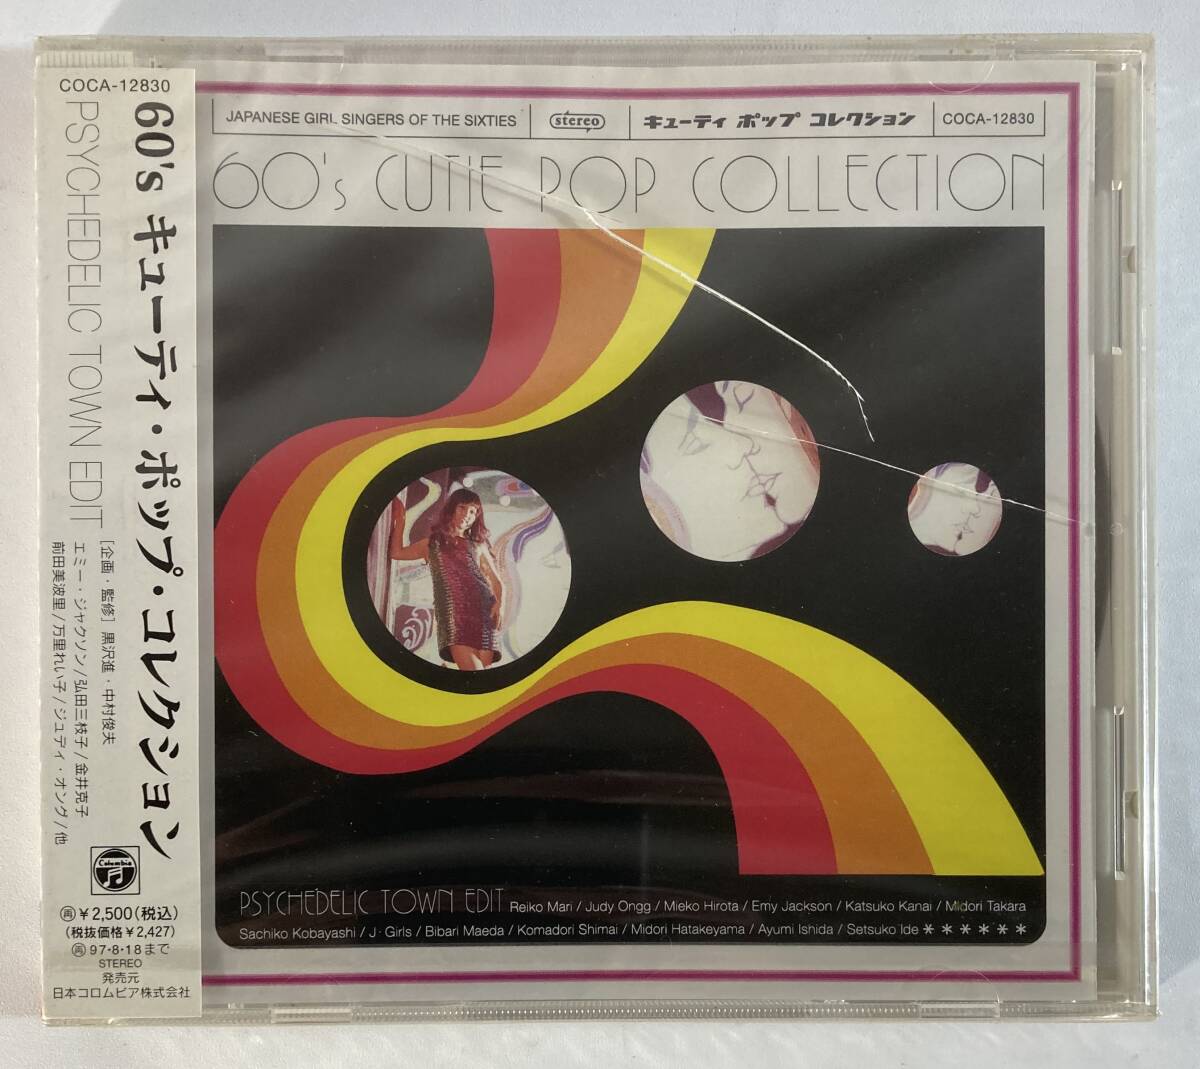 COCA-12830
60's キューティ・ポップ・コレクション
PSYCHEDELIC TOWN EDIT
[企画・監修] 黒沢進・中村俊夫
エミー・ジャクソン/弘田三枝子/金井克子
前田美波里/万里れい子/ジュディ・オング/他
Columbia
再¥2,500(税込)
(税抜価格¥2,427)
再97・8・18まで
STEREO
発売元
日本コロムビア株式会社
JAPANESE GIRL SINGERS OF THE SIXTIES
stereo
キューティ ポップ コレクション
COCA-12830
60's CUTIE POP COLLECTION
PSYCHEDELIC TOWN EDIT Reiko Mari / Judy Ongg / Mieko Hirota / Emy Jackson / Katsuko Kanai / Midori Takara
Sachiko Kobayashi / J・Girls / Bibari Maeda / Komadori Shimai / Midori Hatakeyama / Ayumi Ishida / Setsuko Ide ******